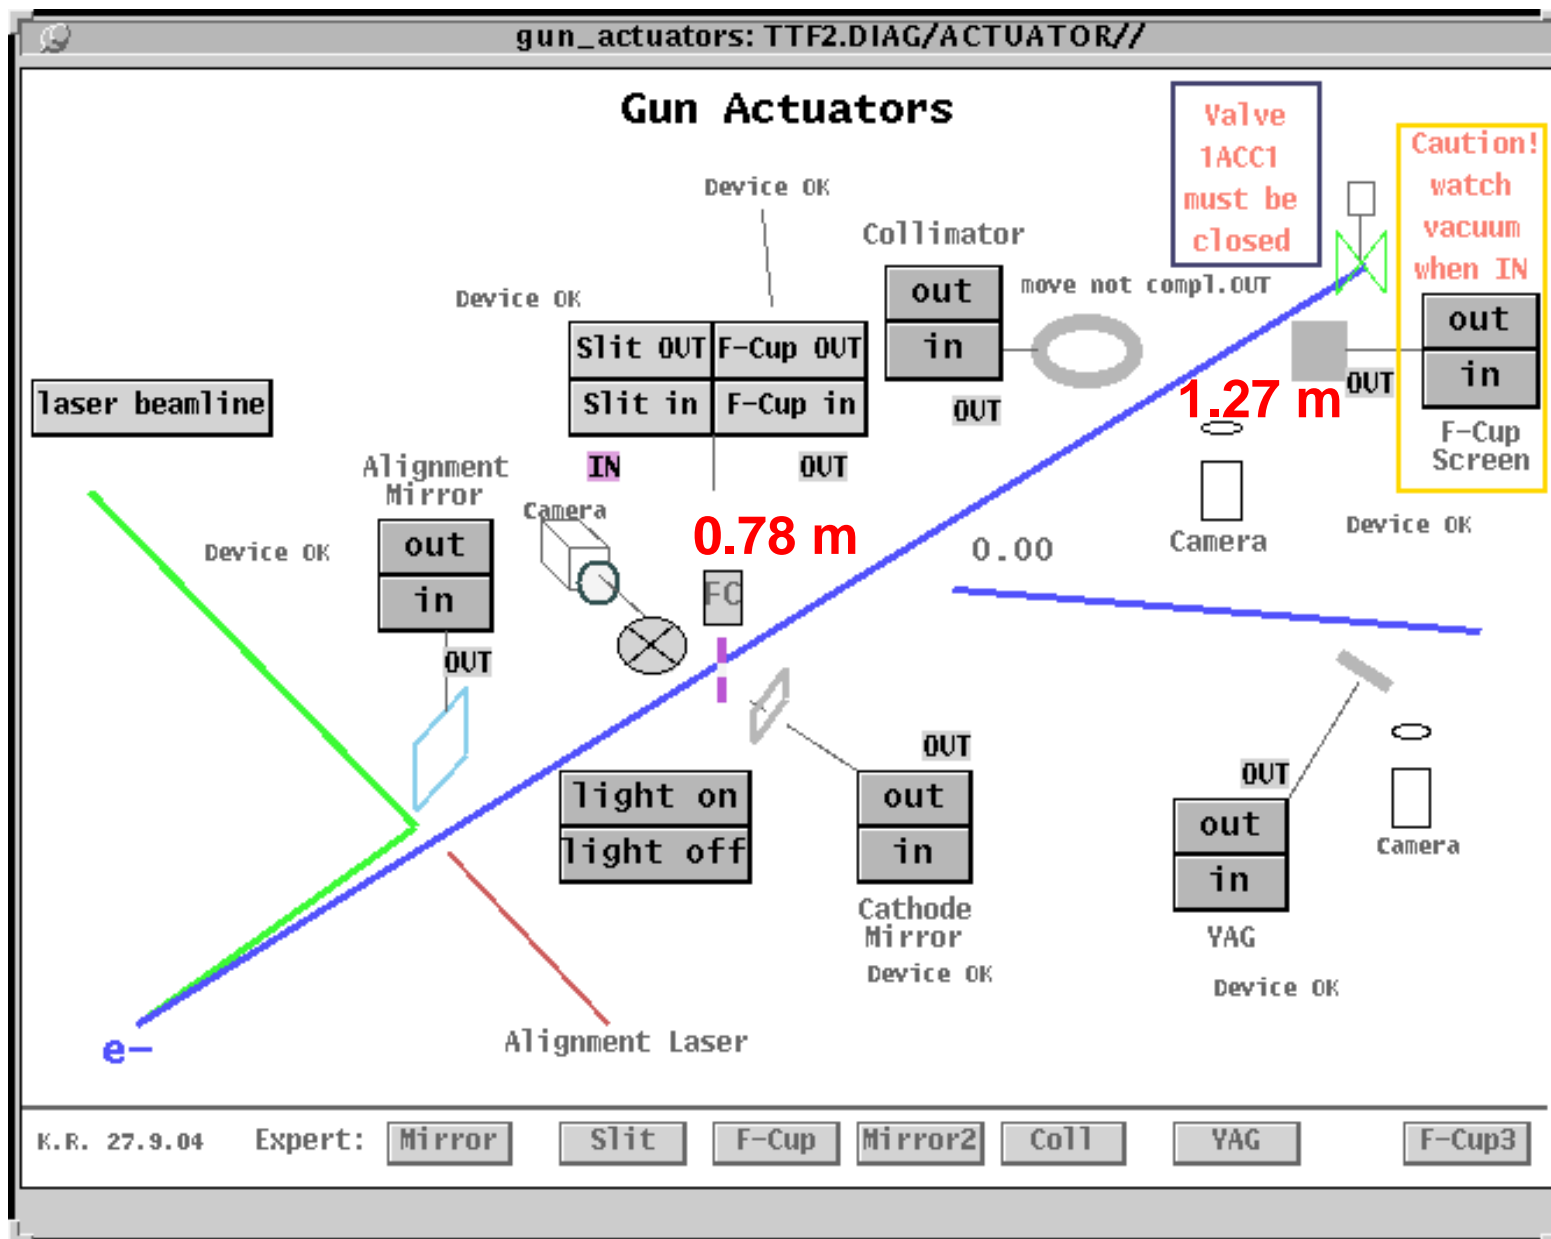 gun_actuators: TTF2.DIAG/ACTUATOR//
Gun Actuators
Valve
1ACC1
must be
closed
Caution!
watch
vacuum
when IN
Device OK
Collimator
out
in
move not compl.OUT
OUT
Device OK
Slit OUT
F-Cup OUT
Slit in
F-Cup in
IN
OUT
out
in
OUT
F-Cup
Screen
Device OK
1.27 m
Camera
laser beamline
Alignment
Mirror
Device OK
out
in
OUT
Camera
0.78 m
FC
0.00
light on
light off
OUT
out
in
Cathode
Mirror
Device OK
OUT
out
in
YAG
Device OK
Camera
e-
Alignment Laser
K.R. 27.9.04
Expert:
Mirror
Slit
F-Cup
Mirror2
Coll
YAG
F-Cup3